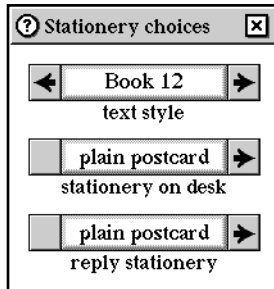 ? Stationery choices
Book 12
text style
plain postcard
stationery on desk
plain postcard
reply stationery